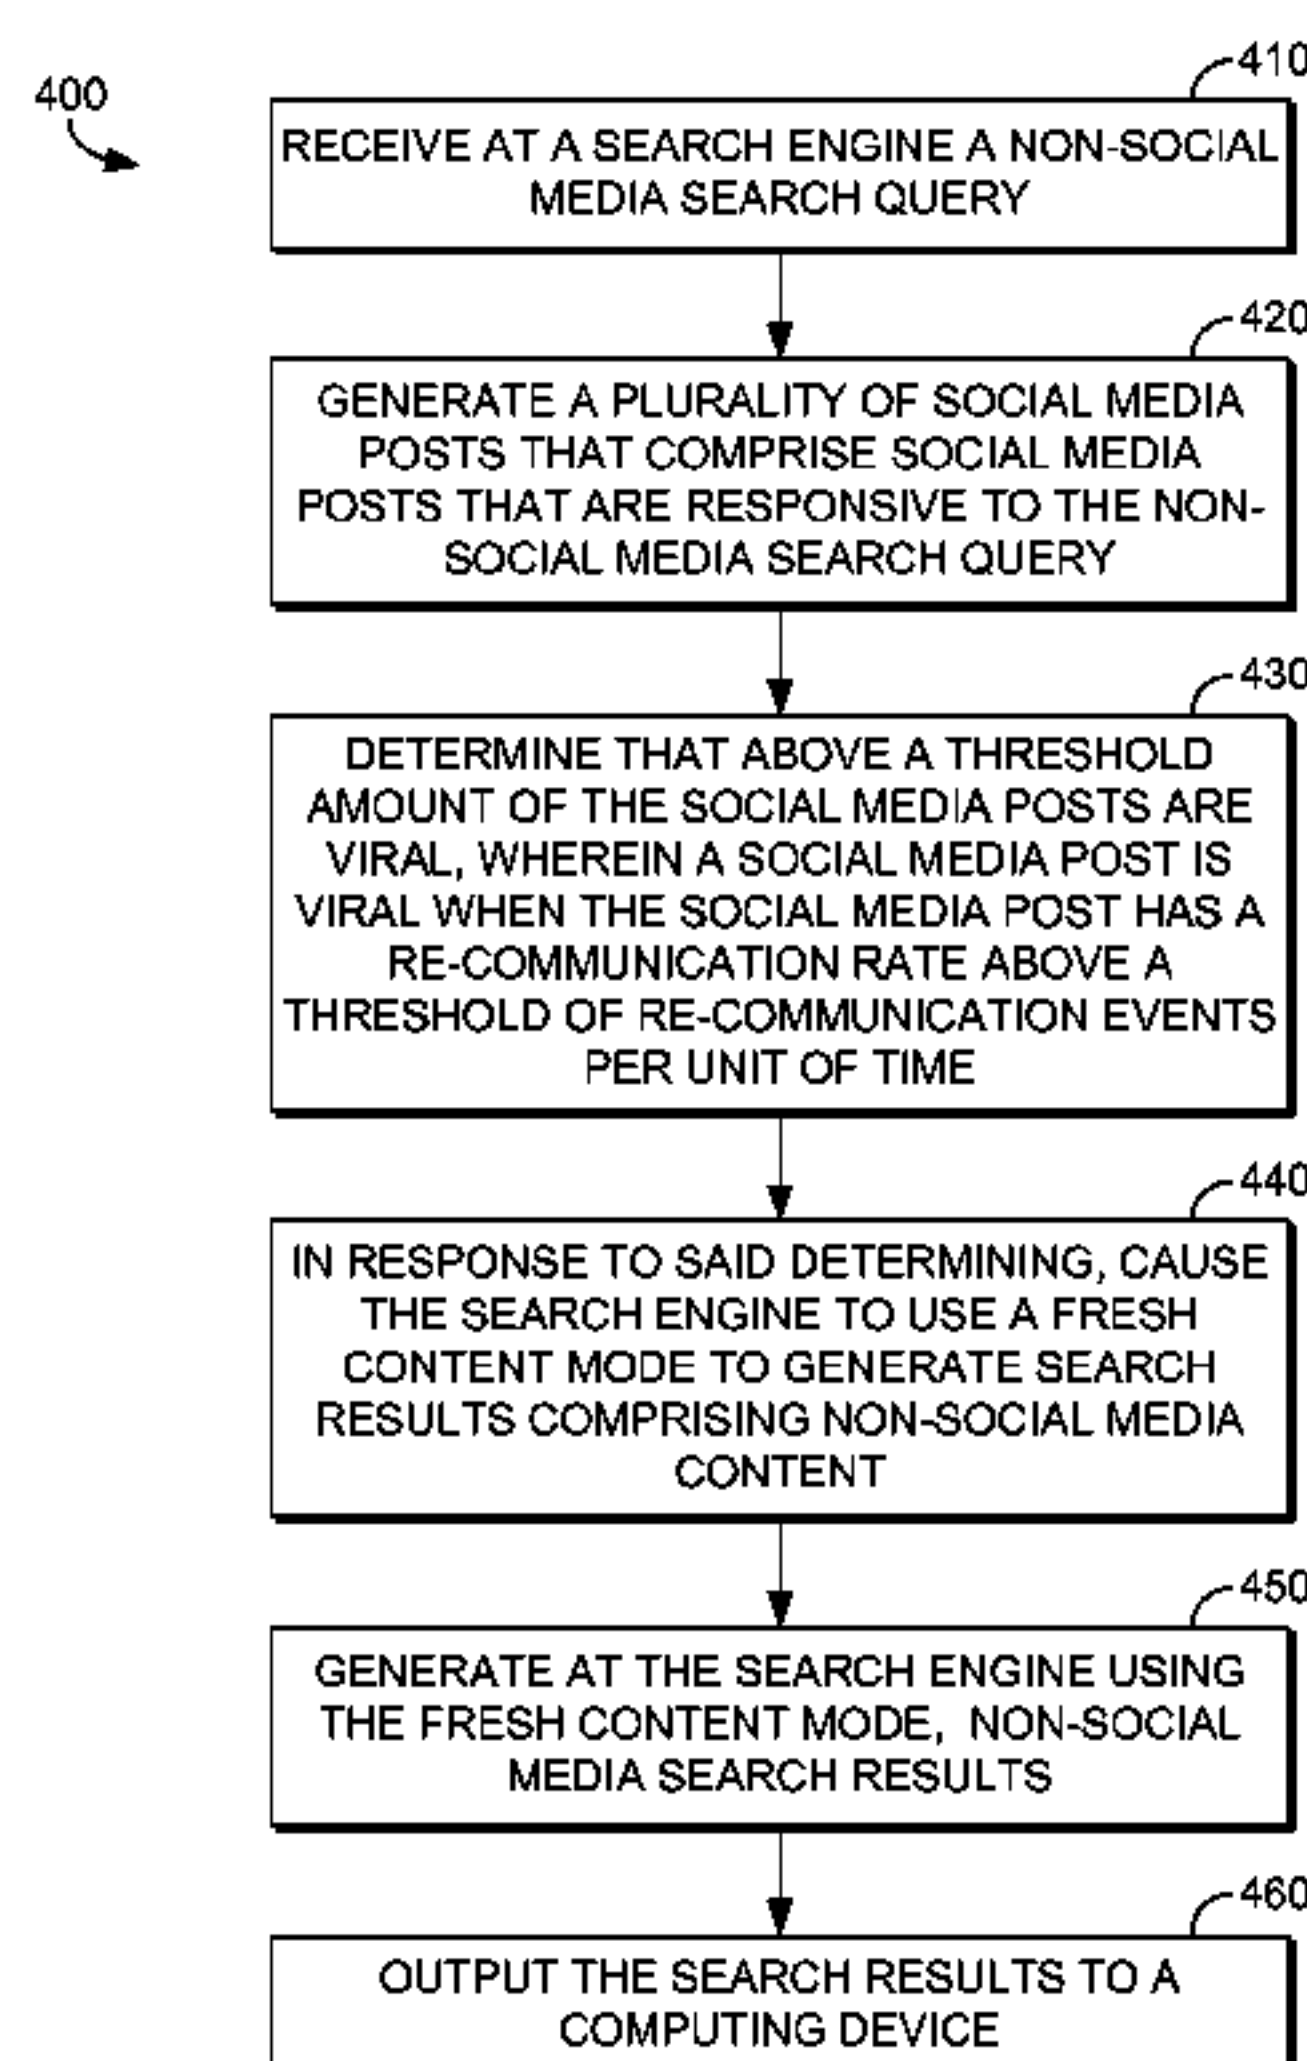 400
410
RECEIVE AT A SEARCH ENGINE A NON-SOCIAL
MEDIA SEARCH QUERY
420
GENERATE A PLURALITY OF SOCIAL MEDIA
POSTS THAT COMPRISE SOCIAL MEDIA
POSTS THAT ARE RESPONSIVE TO THE NON-
SOCIAL MEDIA SEARCH QUERY
430
DETERMINE THAT ABOVE A THRESHOLD
AMOUNT OF THE SOCIAL MEDIA POSTS ARE
VIRAL, WHEREIN A SOCIAL MEDIA POST IS
VIRAL WHEN THE SOCIAL MEDIA POST HAS A
RE-COMMUNICATION RATE ABOVE A
THRESHOLD OF RE-COMMUNICATION EVENTS
PER UNIT OF TIME
440
IN RESPONSE TO SAID DETERMINING, CAUSE
THE SEARCH ENGINE TO USE A FRESH
CONTENT MODE TO GENERATE SEARCH
RESULTS COMPRISING NON-SOCIAL MEDIA
CONTENT
450
GENERATE AT THE SEARCH ENGINE USING
THE FRESH CONTENT MODE, NON-SOCIAL
MEDIA SEARCH RESULTS
460
OUTPUT THE SEARCH RESULTS TO A
COMPUTING DEVICE